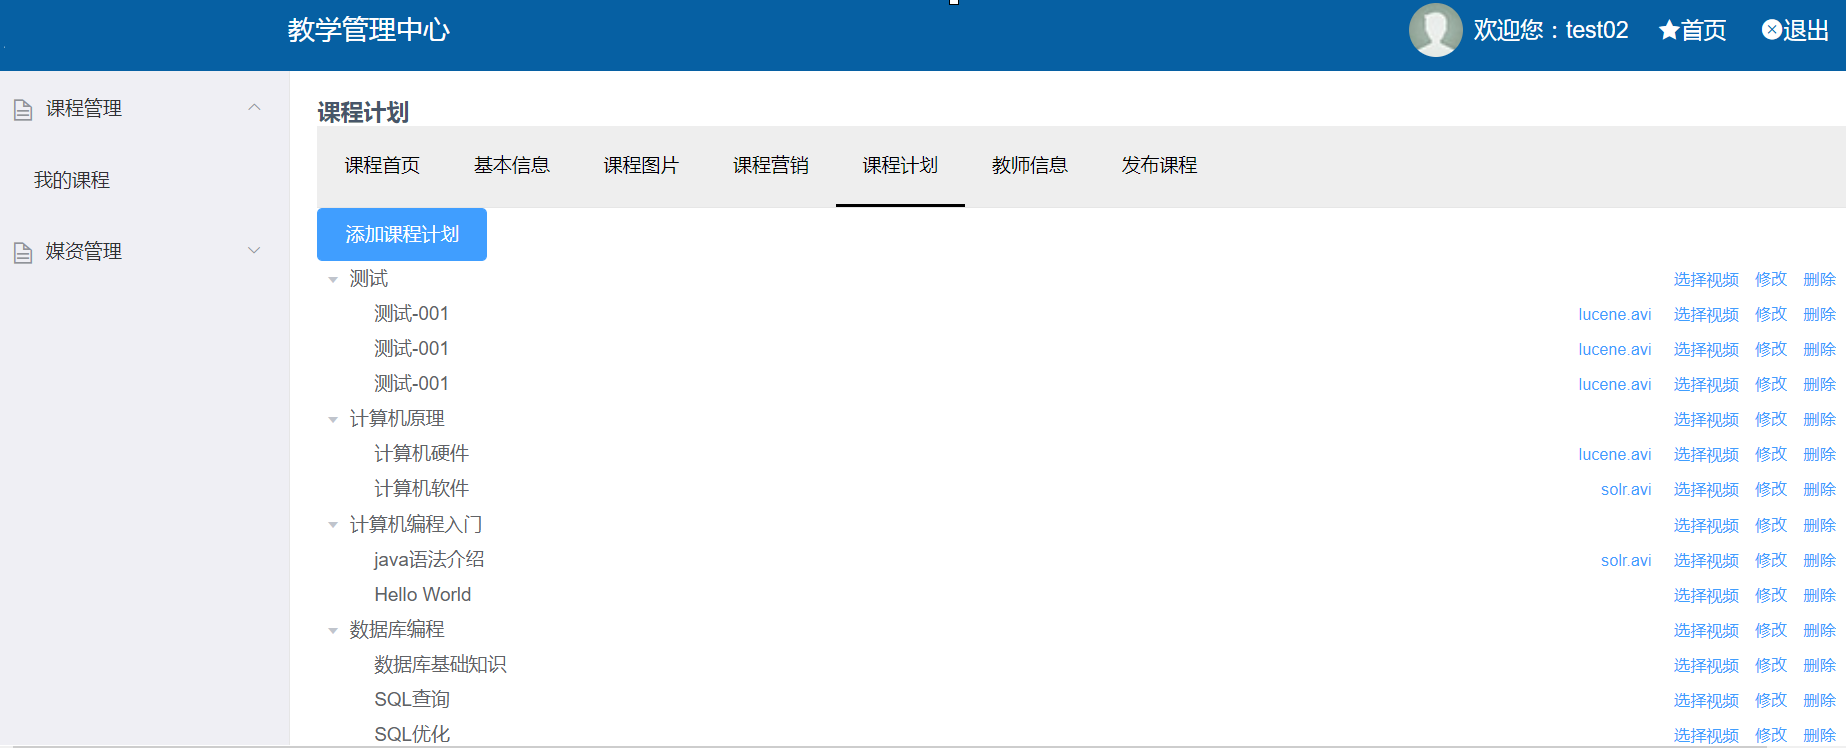 教学管理中心 欢迎您：test02 首页 退出
课程管理
我的课程
媒资管理
课程计划
课程首页 基本信息 课程图片 课程营销 课程计划 教师信息 发布课程
添加课程计划
测试 选择视频 修改 删除
测试-001 lucene.avi 选择视频 修改 删除
测试-001 lucene.avi 选择视频 修改 删除
测试-001 lucene.avi 选择视频 修改 删除
计算机原理 选择视频 修改 删除
计算机硬件 lucene.avi 选择视频 修改 删除
计算机软件 solr.avi 选择视频 修改 删除
计算机编程入门 选择视频 修改 删除
java语法介绍 solr.avi 选择视频 修改 删除
Hello World 选择视频 修改 删除
数据库编程 选择视频 修改 删除
数据库基础知识 选择视频 修改 删除
SQL查询 选择视频 修改 删除
SQL优化 选择视频 修改 删除